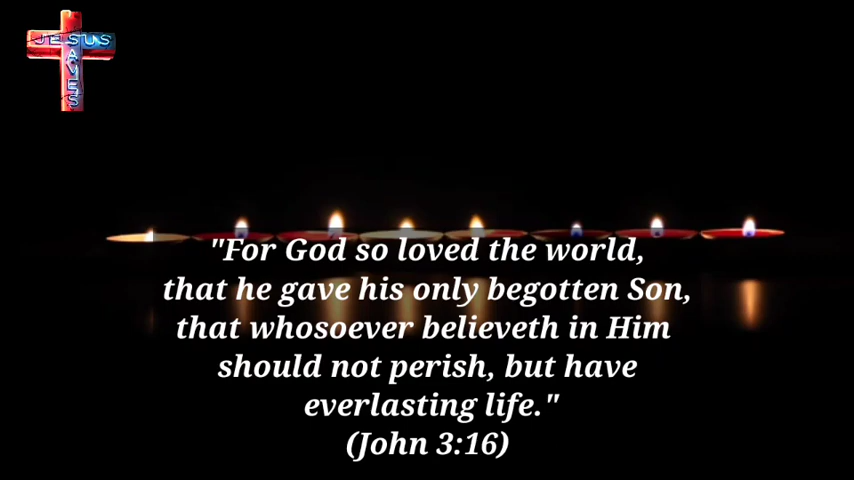 JESUS
SAVES
"For God so loved the world,
that he gave his only begotten Son,
that whosoever believeth in Him
should not perish, but have
everlasting life."
(John 3:16)